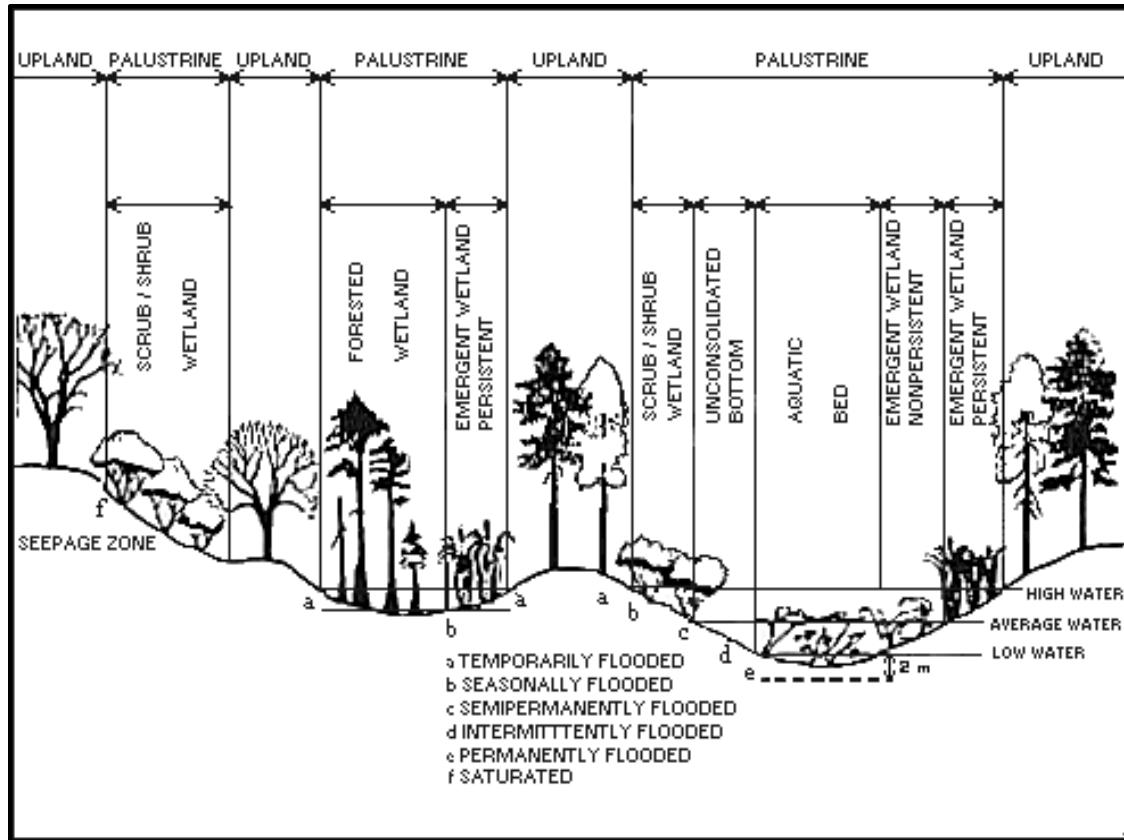 UPLAND PALUSTRINE UPLAND PALUSTRINE UPLAND PALUSTRINE UPLAND
SCRUB / SHRUB
WETLAND
FORESTED
WETLAND
EMERGENT WETLAND
PERSISTENT
SCRUB / SHRUB
WETLAND
UNCONSOLIDATED
BOTTOM
AQUATIC
BED
EMERGENT WETLAND
NONPERSISTENT
EMERGENT WETLAND
PERSISTENT
f
SEEPAGE ZONE
a
b
a
a
b
c
d
e
HIGH WATER
AVERAGE WATER
LOW WATER
2 m
a TEMPORARILY FLOODED
b SEASONALLY FLOODED
c SEMIPERMANENTLY FLOODED
d INTERMITTTENTLY FLOODED
e PERMANENTLY FLOODED
f SATURATED